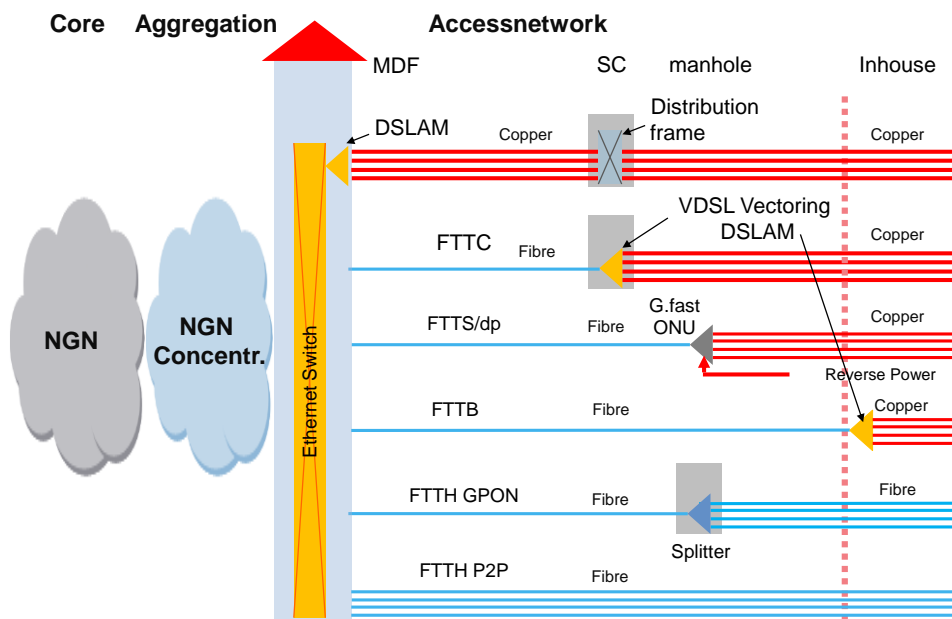 Core
Aggregation
Accessnetwork
MDF
SC
manhole
Inhouse
DSLAM
Copper
Distribution
frame
Copper
FTTC
Fibre
VDSL Vectoring
DSLAM
Copper
NGN
NGN
Concentr.
Ethernet Switch
FTTS/dp
Fibre
G.fast
ONU
Copper
Reverse Power
FTTB
Fibre
Copper
FTTH GPON
Fibre
Splitter
Fibre
FTTH P2P
Fibre